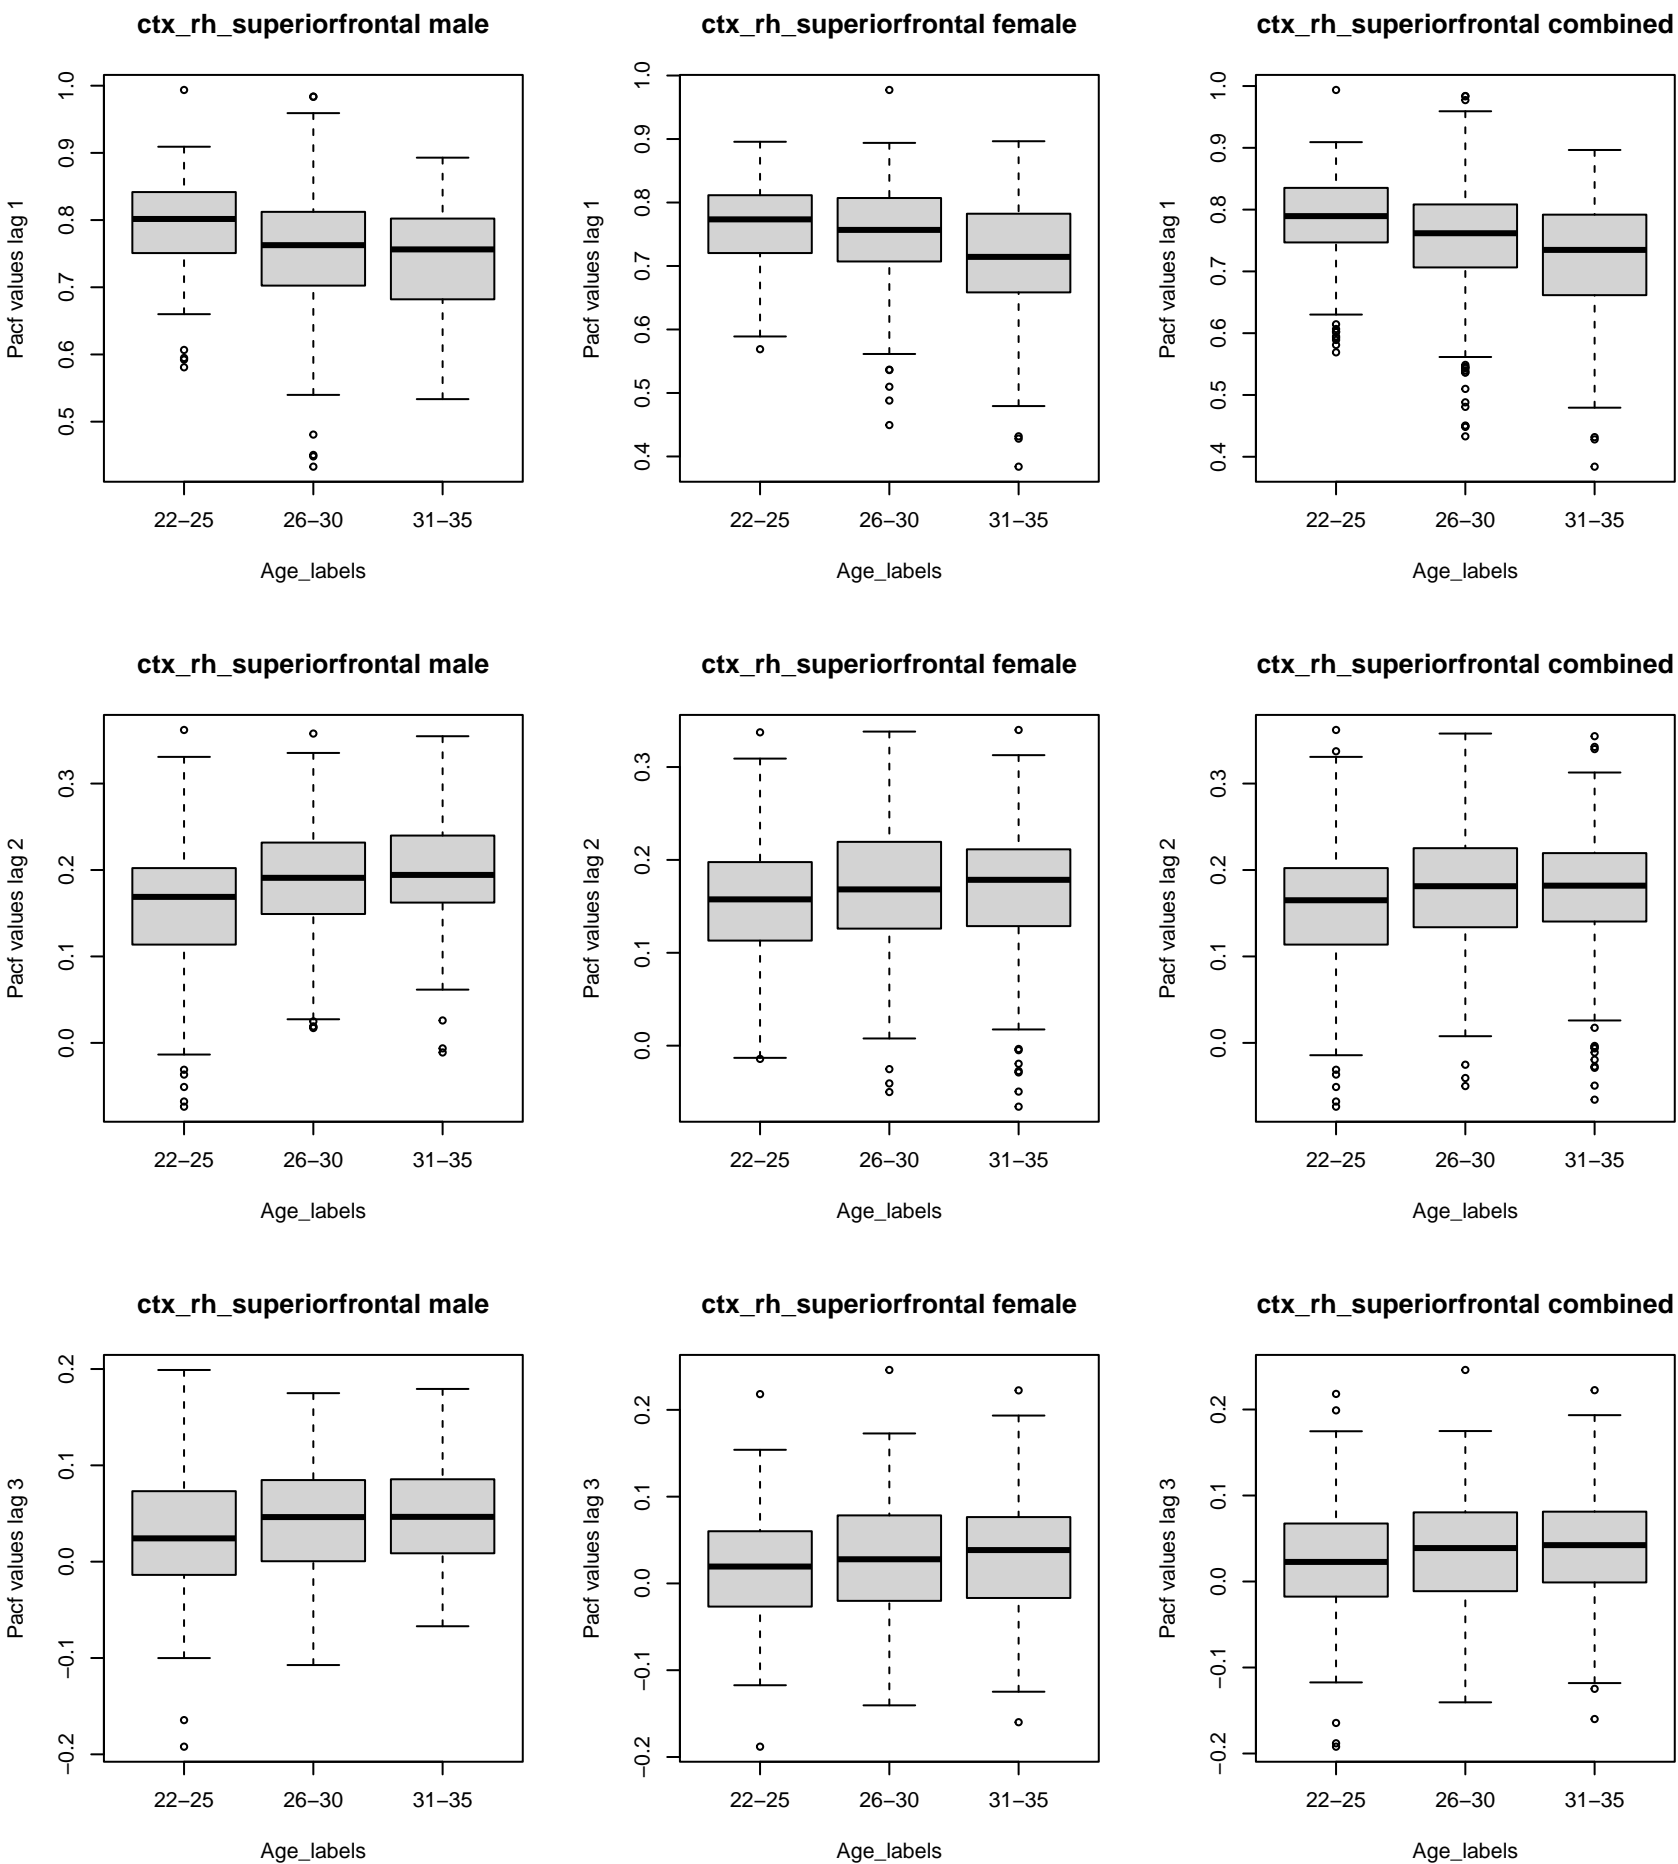 ctx_rh_superiorfrontal male
ctx_rh_superiorfrontal female
ctx_rh_superiorfrontal combined
Pacf values lag 1
0.5 0.6 0.7 0.8 0.9 1.0
22−25 26−30 31−35
Age_labels
Pacf values lag 1
0.4 0.5 0.6 0.7 0.8 0.9 1.0
22−25 26−30 31−35
Age_labels
Pacf values lag 1
0.4 0.5 0.6 0.7 0.8 0.9 1.0
22−25 26−30 31−35
Age_labels
ctx_rh_superiorfrontal male
ctx_rh_superiorfrontal female
ctx_rh_superiorfrontal combined
Pacf values lag 2
0.0 0.1 0.2 0.3
22−25 26−30 31−35
Age_labels
Pacf values lag 2
0.0 0.1 0.2 0.3
22−25 26−30 31−35
Age_labels
Pacf values lag 2
0.0 0.1 0.2 0.3
22−25 26−30 31−35
Age_labels
ctx_rh_superiorfrontal male
ctx_rh_superiorfrontal female
ctx_rh_superiorfrontal combined
Pacf values lag 3
−0.2 −0.1 0.0 0.1 0.2
22−25 26−30 31−35
Age_labels
Pacf values lag 3
−0.2 −0.1 0.0 0.1 0.2
22−25 26−30 31−35
Age_labels
Pacf values lag 3
−0.2 −0.1 0.0 0.1 0.2
22−25 26−30 31−35
Age_labels